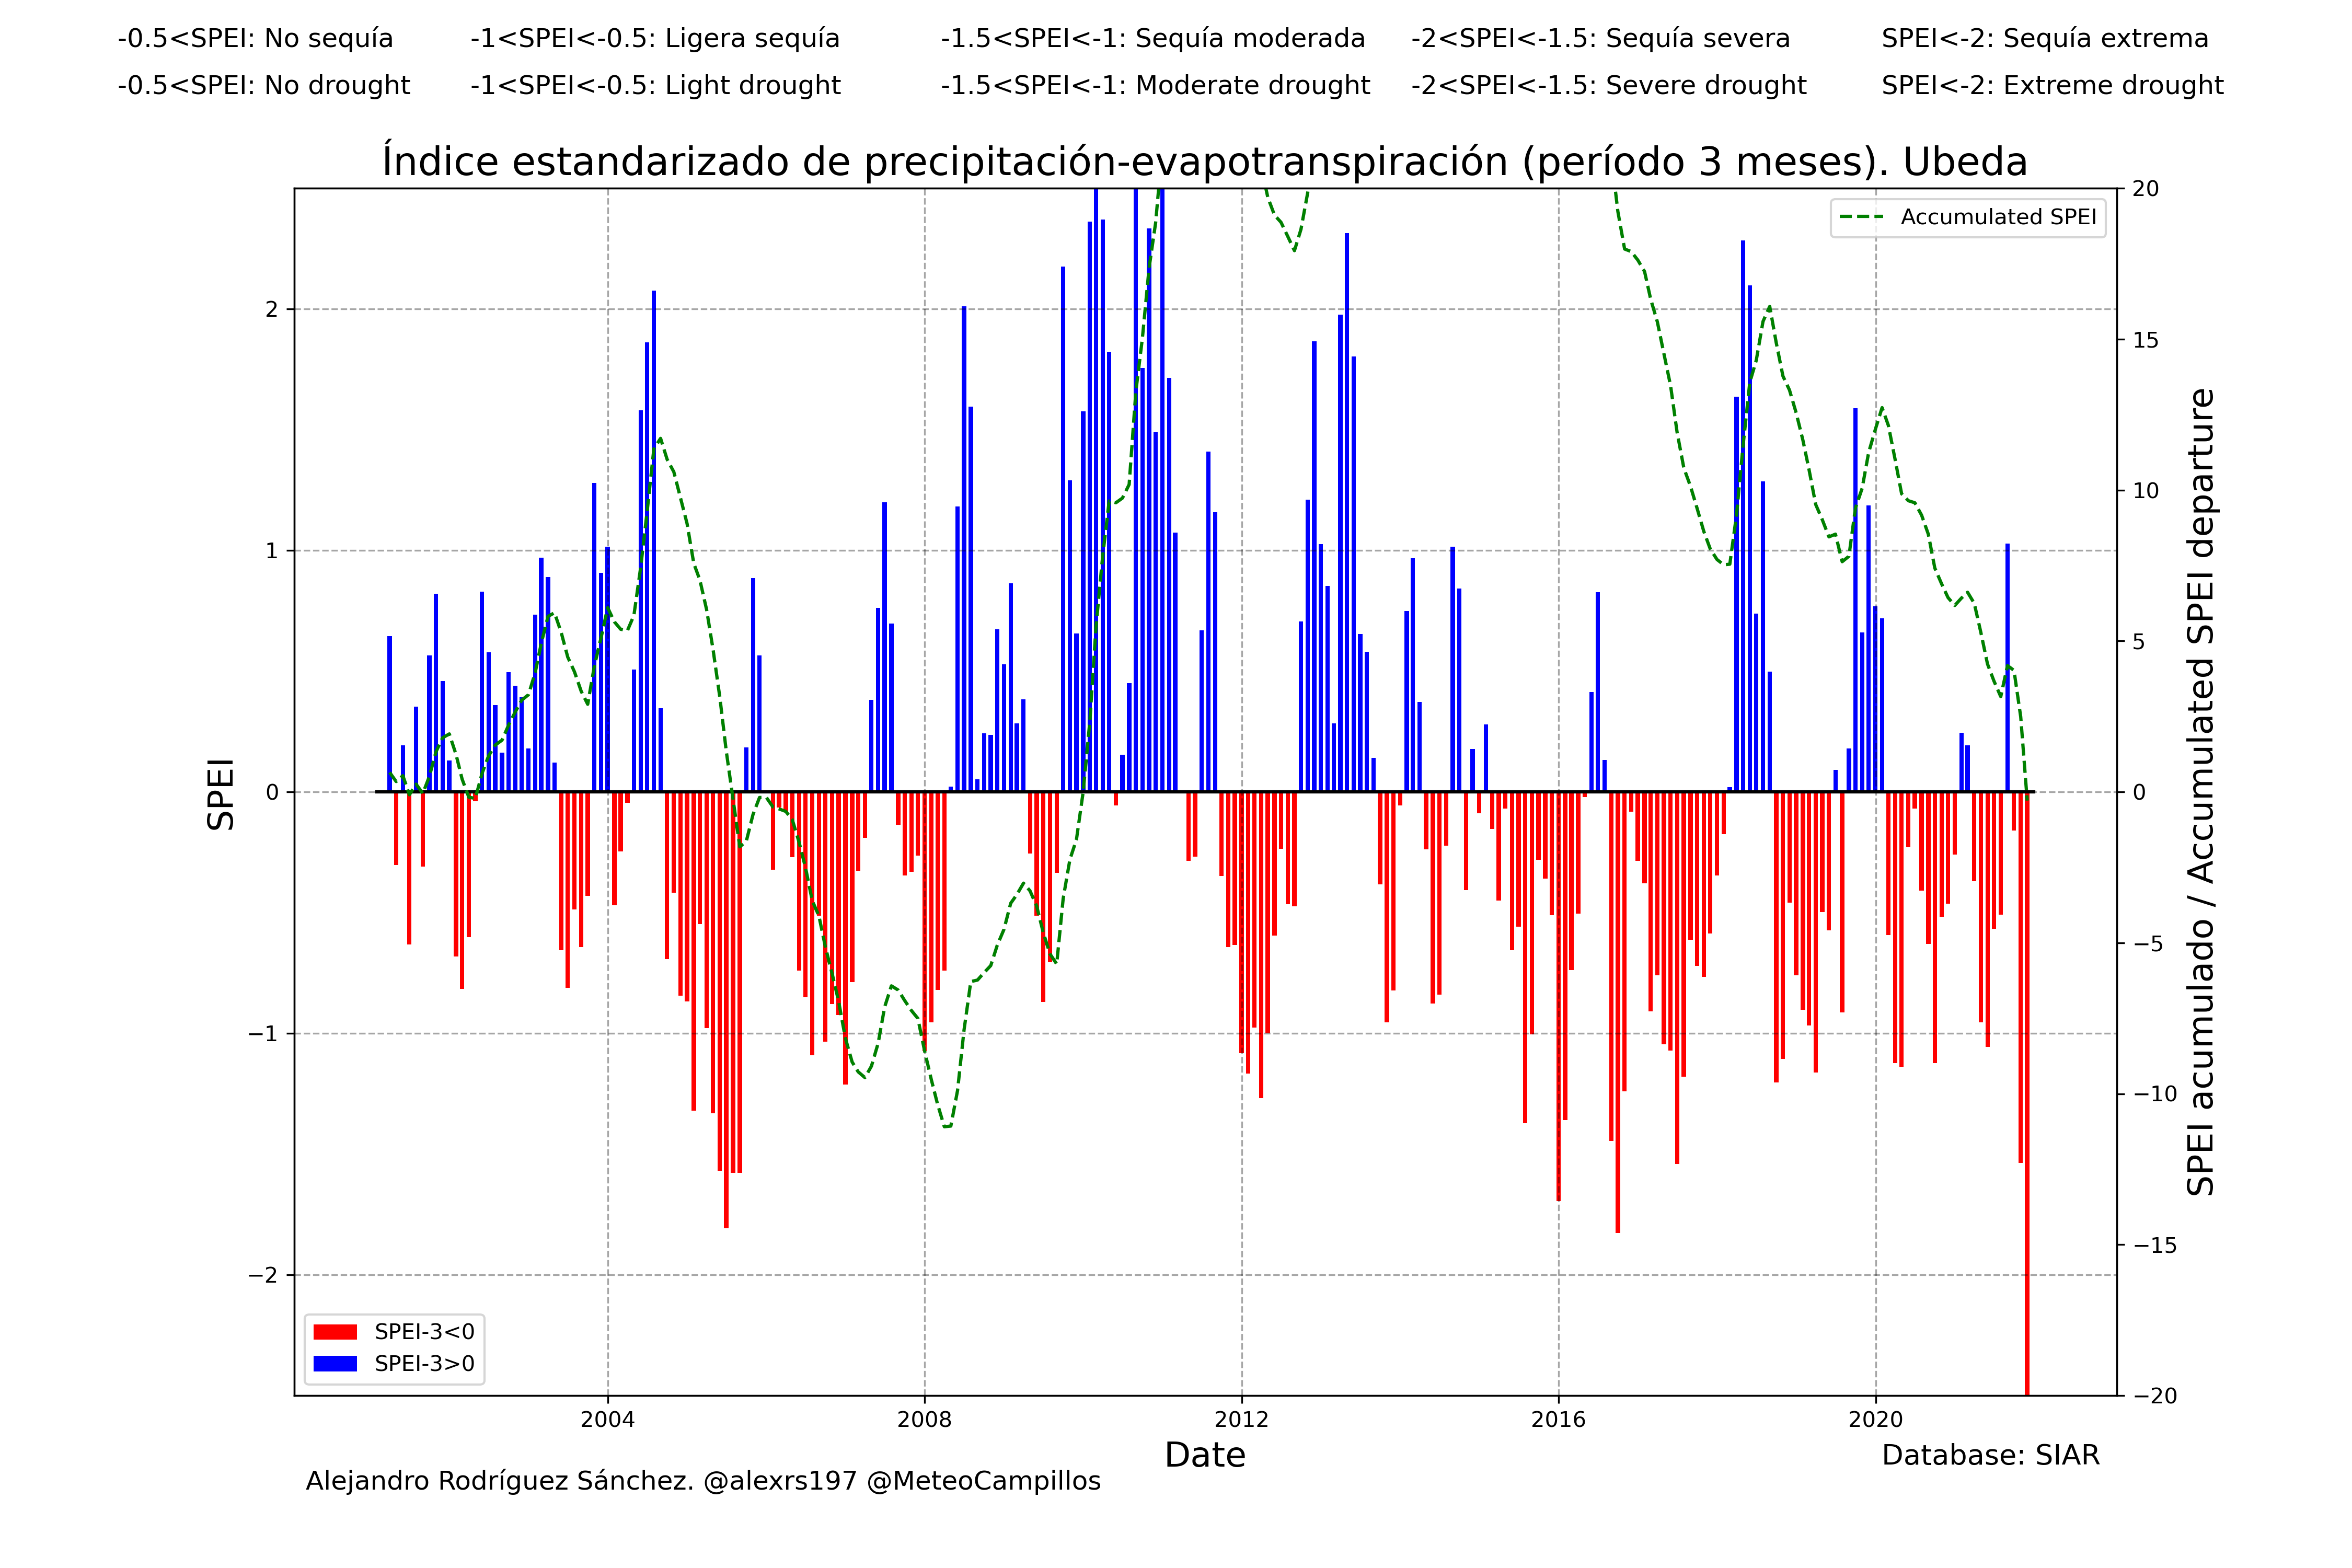 -0.5<SPEI: No sequía -1<SPEI<-0.5: Ligera sequía -1.5<SPEI<-1: Sequía moderada -2<SPEI<-1.5: Sequía severa SPEI<-2: Sequía extrema
-0.5<SPEI: No drought -1<SPEI<-0.5: Light drought -1.5<SPEI<-1: Moderate drought -2<SPEI<-1.5: Severe drought SPEI<-2: Extreme drought
Índice estandarizado de precipitación-evapotranspiración (período 3 meses). Ubeda
Accumulated SPEI
2
1
0
−1
−2
SPEI
20
15
10
5
0
−5
−10
−15
−20
SPEI acumulado / Accumulated SPEI departure
SPEI-3<0
SPEI-3>0
2004 2008 2012 2016 2020
Date
Database: SIAR
Alejandro Rodríguez Sánchez. @alexrs197 @MeteoCampillos